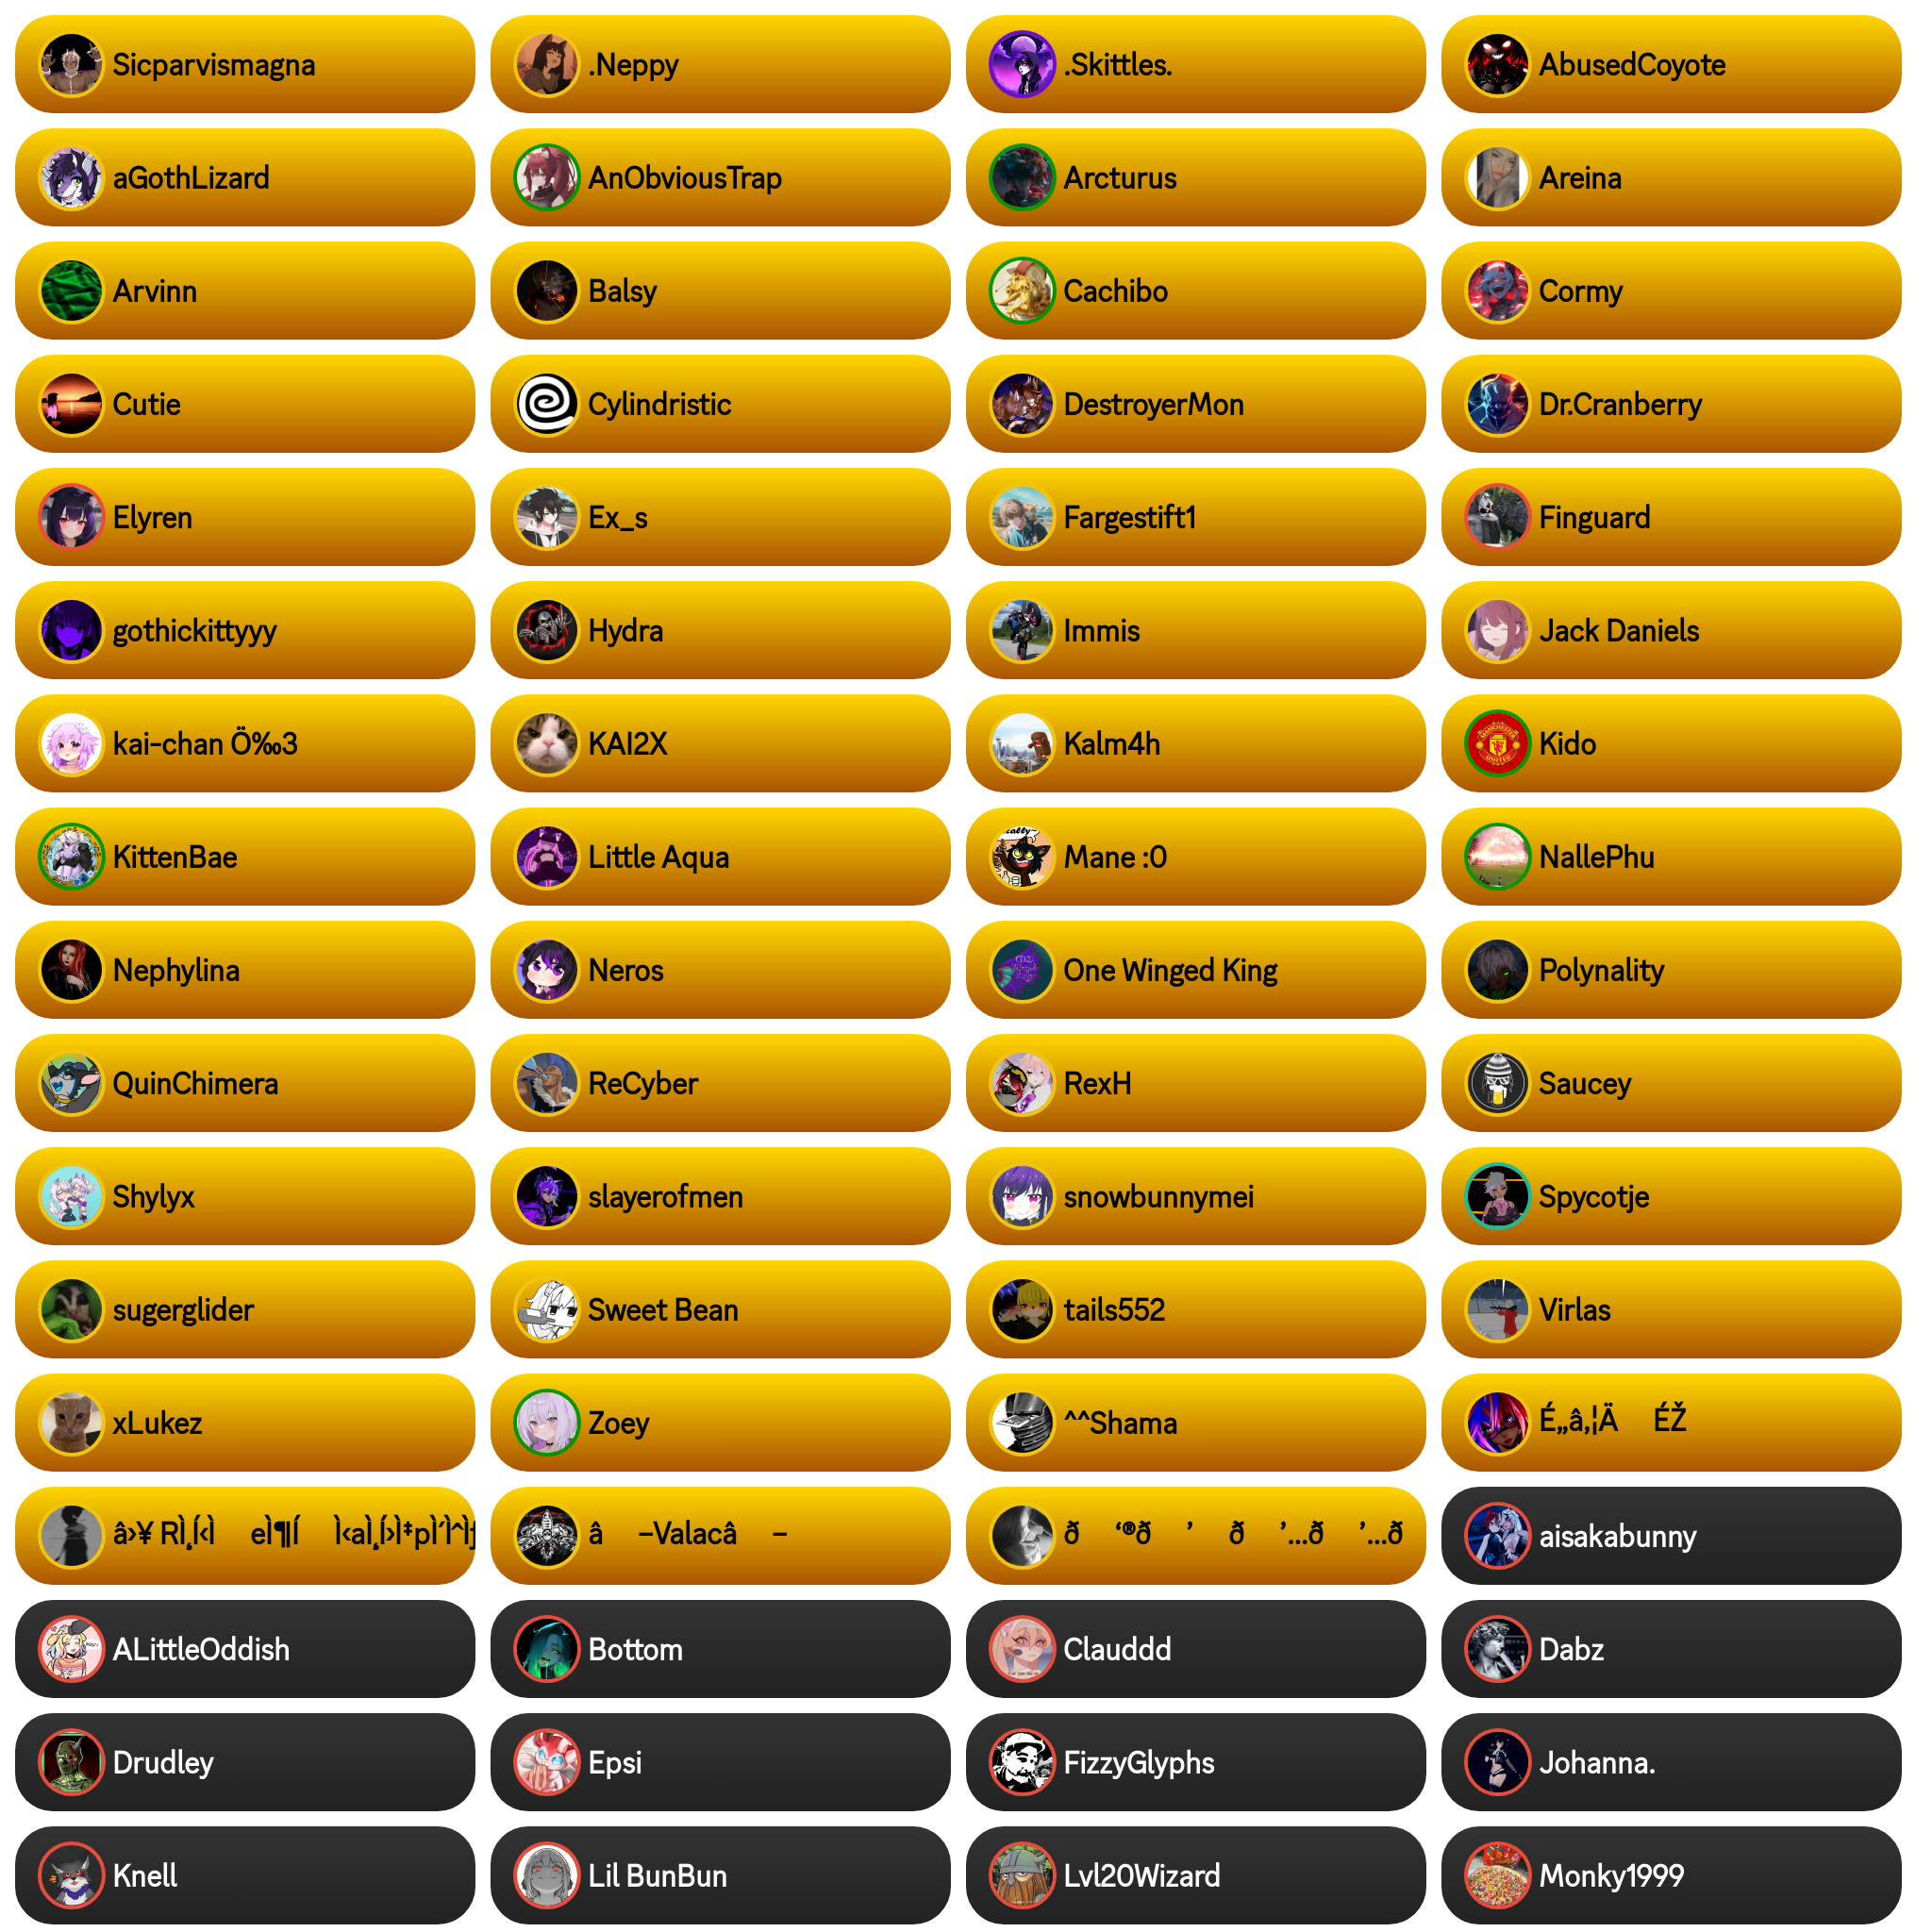 Sicparvismagna
.Neppy
.Skittles.
AbusedCoyote
aGothLizard
AnObviousTrap
Arcturus
Areina
Arvinn
Balsy
Cachibo
Cormy
Cutie
Cylindristic
DestroyerMon
Dr.Cranberry
Elyren
Ex_s
Fargestift1
Finguard
gothickittyyy
Hydra
Immis
Jack Daniels
kai-chan Ö‰3
KAI2X
Kalm4h
Kido
KittenBae
Little Aqua
Mane :0
NallePhu
Nephylina
Neros
One Winged King
Polynality
QuinChimera
ReCyber
RexH
Saucey
Shylyx
slayerofmen
snowbunnymei
Spycotje
sugerglider
Sweet Bean
tails552
Virlas
xLukez
Zoey
^^Shama
É„â‚¦Ä ÉŽ
â›¥
â –Valacâ –
ð ‘®ð ’ ð ’…ð ’…ð
aisakabunny
ALittleOddish
Bottom
Clauddd
Dabz
Drudley
Epsi
FizzyGlyphs
Johanna.
Knell
Lil BunBun
Lvl20Wizard
Monky1999